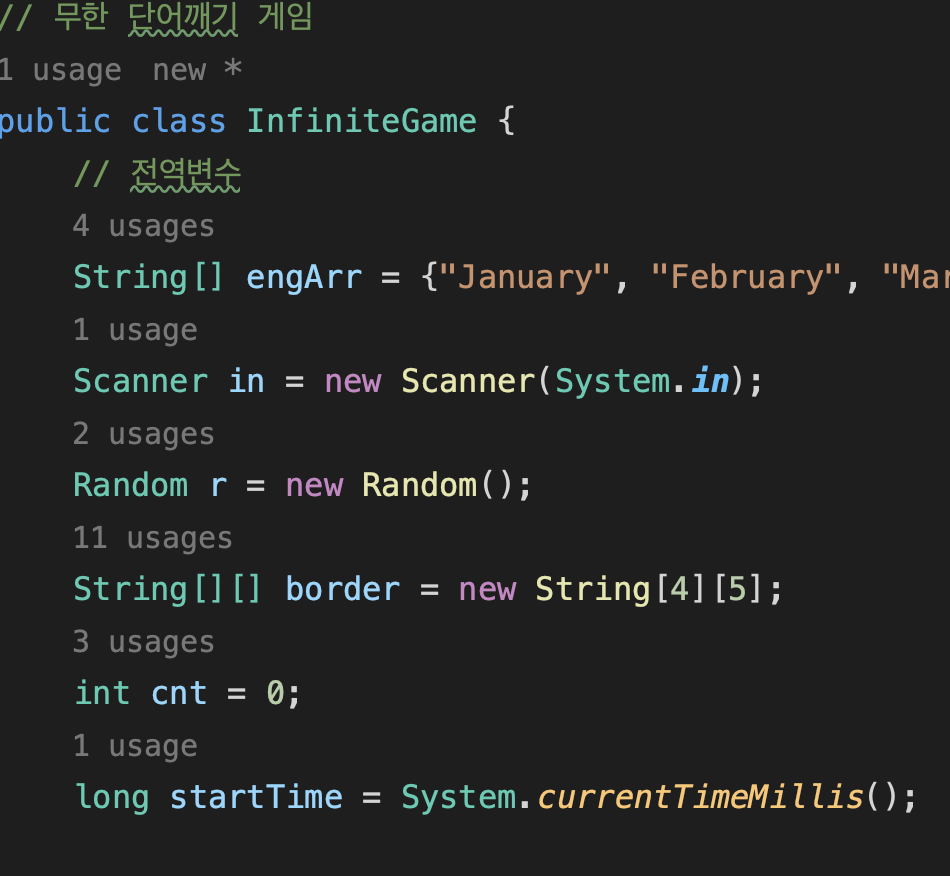 // 무한 단어깨기 게임
1 usage new *
public class InfiniteGame {
// 전역변수
4 usages
String[] engArr = {"January", "February", "Mar
1 usage
Scanner in = new Scanner(System.in);
2 usages
Random r = new Random();
11 usages
String[][] border = new String[4][5];
3 usages
int cnt = 0;
1 usage
long startTime = System.currentTimeMillis();